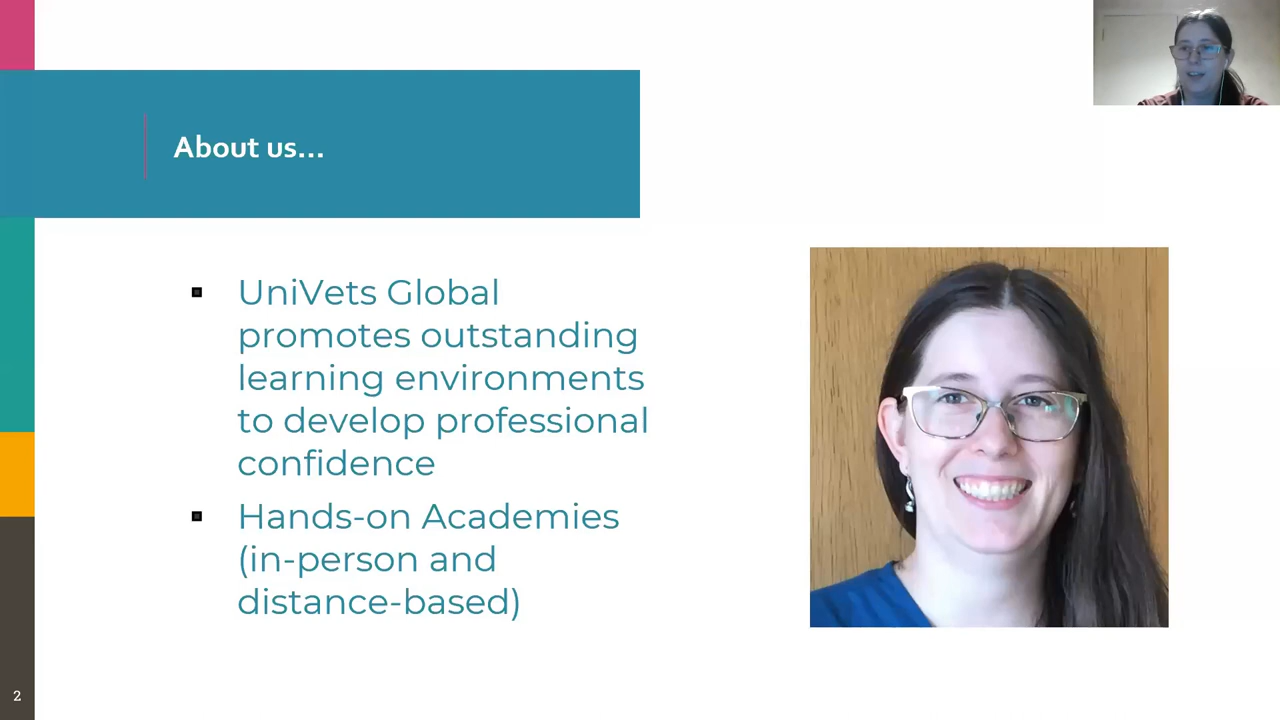 About us...
UniVets Global
promotes outstanding
learning environments
to develop professional
confidence
Hands-on Academies
(in-person and
distance-based)
2